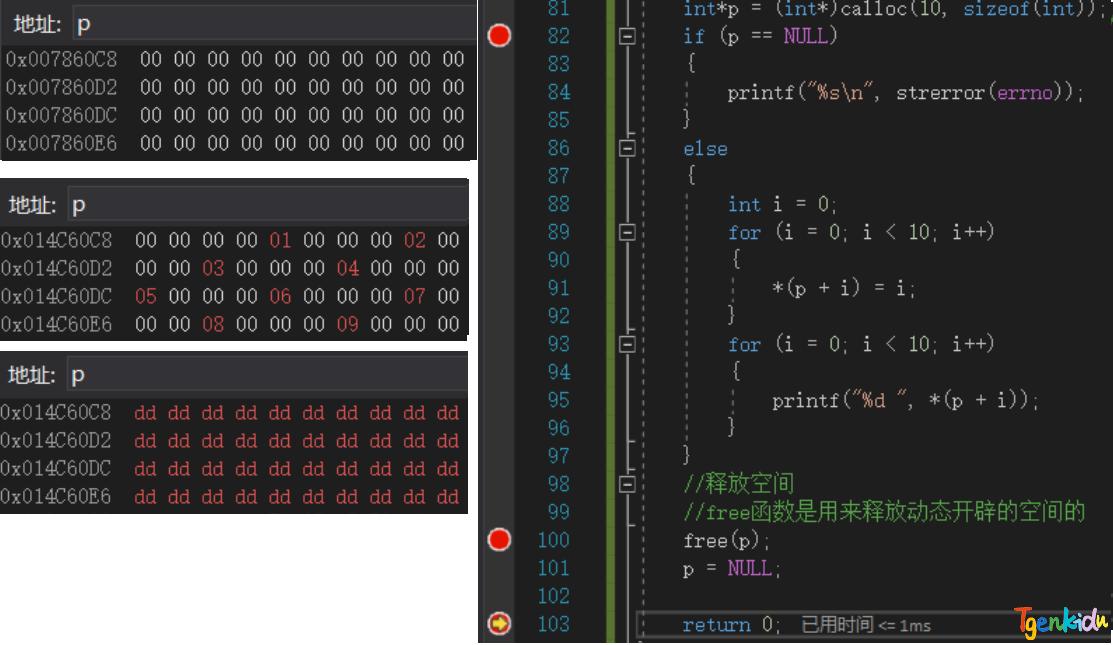 地址: p
0x007860C8 00 00 00 00 00 00 00 00 00 00
0x007860D2 00 00 00 00 00 00 00 00 00 00
0x007860DC 00 00 00 00 00 00 00 00 00 00
0x007860E6 00 00 00 00 00 00 00 00 00 00
地址: p
0x014C60C8 00 00 00 00 01 00 00 00 02 00
0x014C60D2 00 00 03 00 00 00 04 00 00 00
0x014C60DC 05 00 00 00 06 00 00 00 07 00
0x014C60E6 00 00 08 00 00 00 09 00 00 00
地址: p
0x014C60C8 dd dd dd dd dd dd dd dd dd dd
0x014C60D2 dd dd dd dd dd dd dd dd dd dd
0x014C60DC dd dd dd dd dd dd dd dd dd dd
0x014C60E6 dd dd dd dd dd dd dd dd dd dd
81 int*p = (int*)calloc(10, sizeof(int));
82 if (p == NULL)
83 {
84 printf("%s\n", strerror(errno));
85 }
86 else
87 {
88 int i = 0;
89 for (i = 0; i < 10; i++)
90 {
91 *(p + i) = i;
92 }
93 for (i = 0; i < 10; i++)
94 {
95 printf("%d ", *(p + i));
96 }
97 }
98 //释放空间
99 //free函数是用来释放动态开辟的空间的
100 free(p);
101 p = NULL;
102
103 return 0; 已用时间 <= 1ms
Tgenkidu